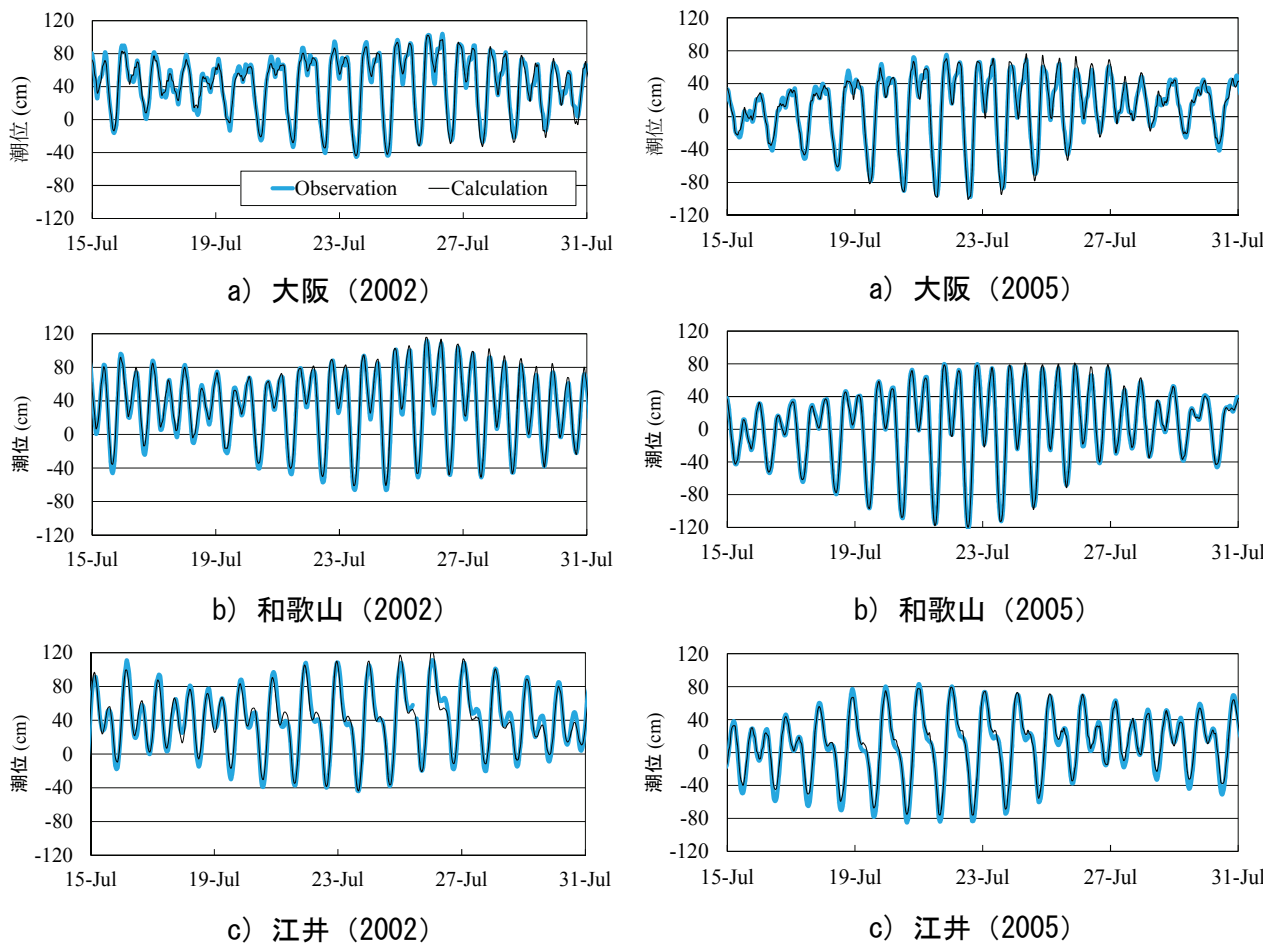 潮位 (cm)
120
80
40
0
-40
-80
-120
Observation Calculation
15-Jul 19-Jul 23-Jul 27-Jul 31-Jul
a) 大阪 (2002)
潮位 (cm)
120
80
40
0
-40
-80
-120
15-Jul 19-Jul 23-Jul 27-Jul 31-Jul
a) 大阪 (2005)
潮位 (cm)
120
80
40
0
-40
-80
-120
15-Jul 19-Jul 23-Jul 27-Jul 31-Jul
b) 和歌山 (2002)
潮位 (cm)
120
80
40
0
-40
-80
-120
15-Jul 19-Jul 23-Jul 27-Jul 31-Jul
b) 和歌山 (2005)
潮位 (cm)
120
80
40
0
-40
-80
-120
15-Jul 19-Jul 23-Jul 27-Jul 31-Jul
c) 江井 (2002)
潮位 (cm)
120
80
40
0
-40
-80
-120
15-Jul 19-Jul 23-Jul 27-Jul 31-Jul
c) 江井 (2005)